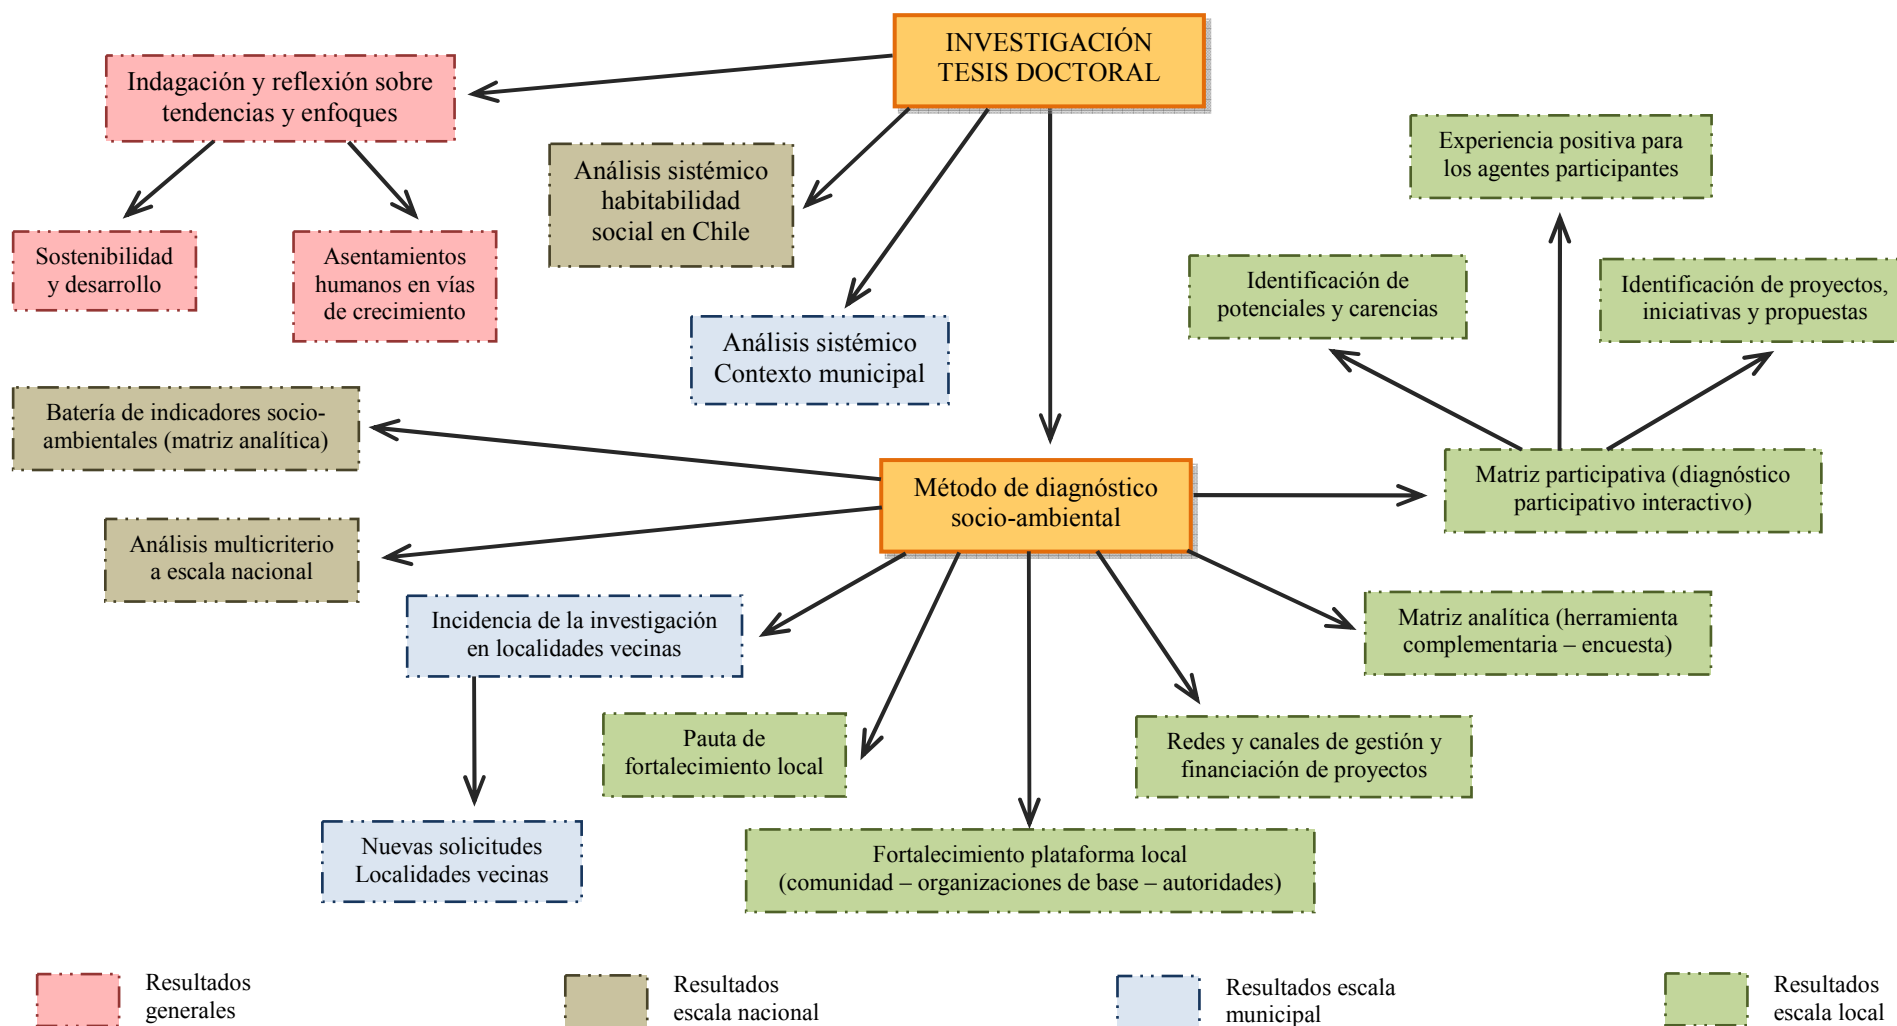 INVESTIGACIÓN
TESIS DOCTORAL
Indagación y reflexión sobre
tendencias y enfoques
Sostenibilidad
y desarrollo
Asentamientos
humanos en vías
de crecimiento
Análisis sistémico
habitabilidad
social en Chile
Análisis sistémico
Contexto municipal
Experiencia positiva para
los agentes participantes
Identificación de
potenciales y carencias
Identificación de proyectos,
iniciativas y propuestas
Batería de indicadores socio-
ambientales (matriz analítica)
Método de diagnóstico
socio-ambiental
Matriz participativa (diagnóstico
participativo interactivo)
Análisis multicriterio
a escala nacional
Incidencia de la investigación
en localidades vecinas
Matriz analítica (herramienta
complementaria – encuesta)
Pauta de
fortalecimiento local
Redes y canales de gestión y
financiación de proyectos
Nuevas solicitudes
Localidades vecinas
Fortalecimiento plataforma local
(comunidad – organizaciones de base – autoridades)
Resultados
generales
Resultados
escala nacional
Resultados escala
municipal
Resultados
escala local